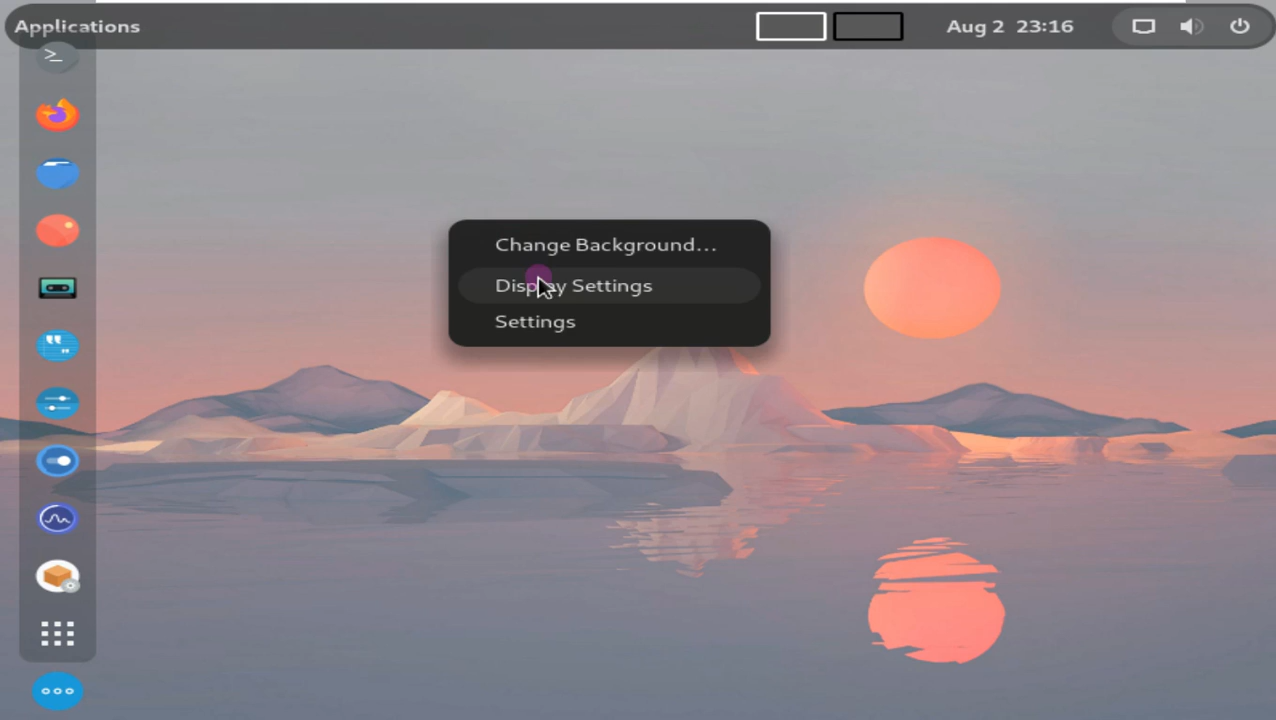 Applications
Aug 2 23:16
Change Background...
Display Settings
Settings